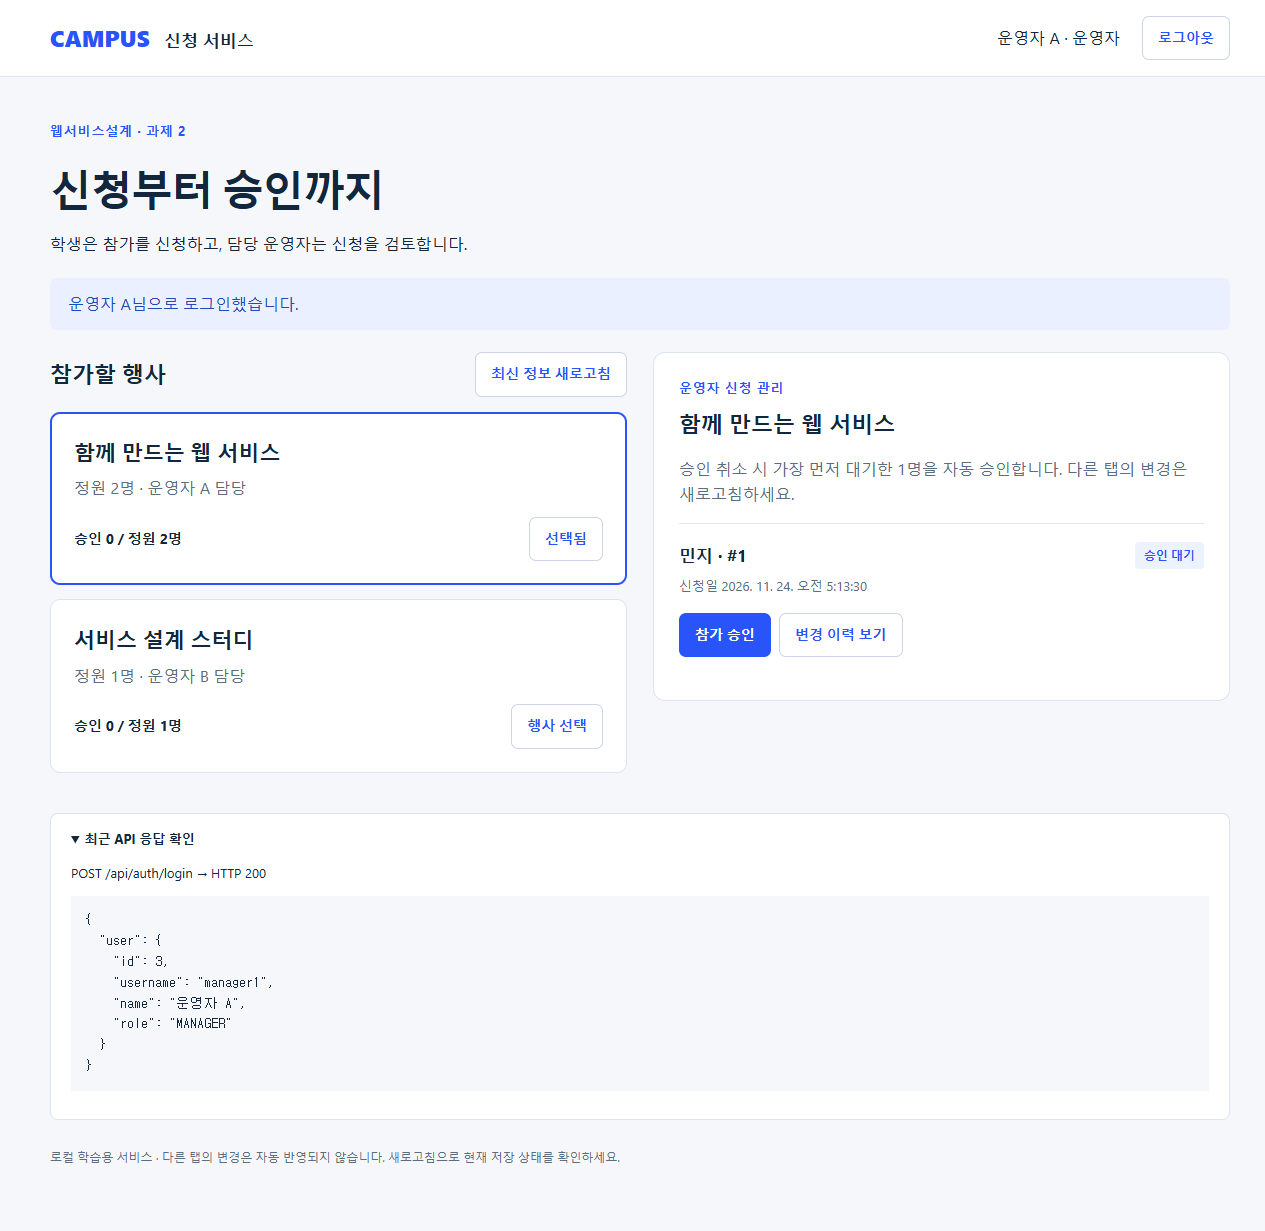 CAMPUS 신청 서비스
운영자 A · 운영자
로그아웃
웹서비스설계 · 과제 2
신청부터 승인까지
학생은 참가를 신청하고, 담당 운영자는 신청을 검토합니다.
운영자 A님으로 로그인했습니다.
참가할 행사
최신 정보 새로고침
함께 만드는 웹 서비스
정원 2명 · 운영자 A 담당
승인 0 / 정원 2명
선택됨
서비스 설계 스터디
정원 1명 · 운영자 B 담당
승인 0 / 정원 1명
행사 선택
운영자 신청 관리
함께 만드는 웹 서비스
승인 취소 시 가장 먼저 대기한 1명을 자동 승인합니다. 다른 탭의 변경은
새로고침하세요.
민지 · #1
승인 대기
신청일 2026. 11. 24. 오전 5:13:30
참가 승인
변경 이력 보기
▼ 최근 API 응답 확인
POST /api/auth/login → HTTP 200
{
  "user": {
    "id": 3,
    "username": "manager1",
    "name": "운영자 A",
    "role": "MANAGER"
  }
}
로컬 학습용 서비스 · 다른 탭의 변경은 자동 반영되지 않습니다. 새로고침으로 현재 저장 상태를 확인하세요.